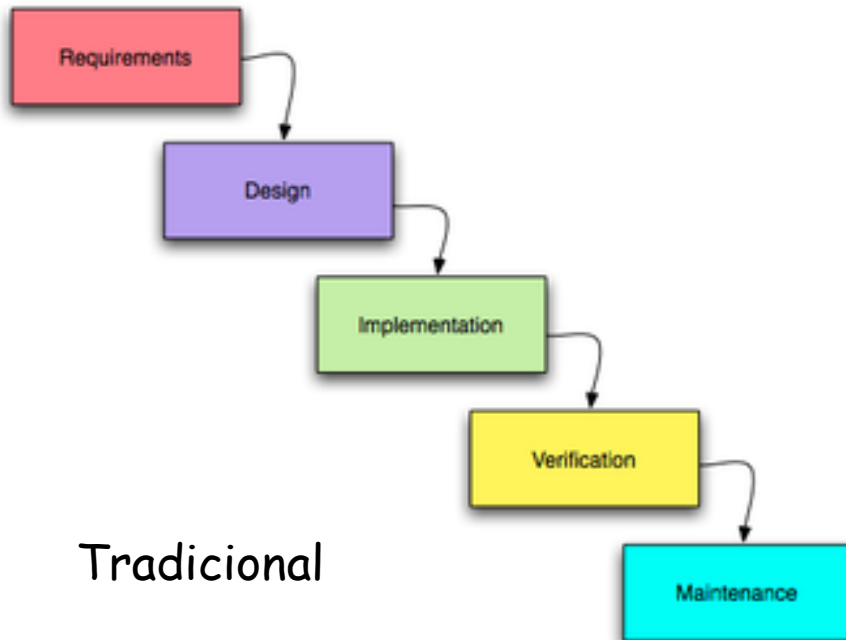 Requirements
Design
Implementation
Verification
Tradicional
Maintenance